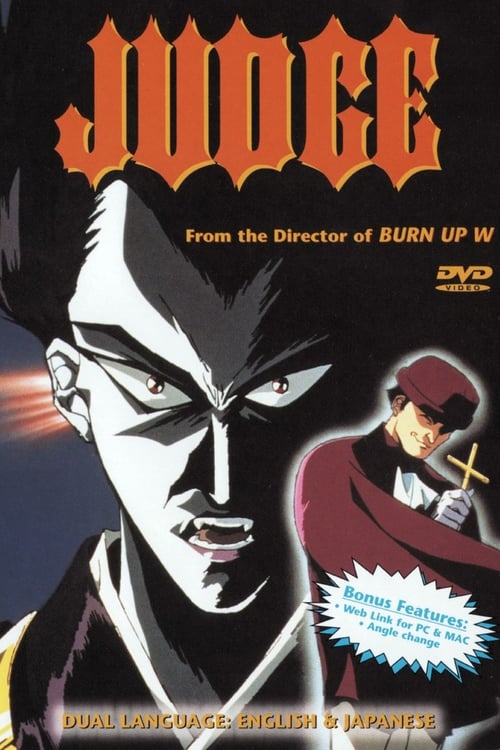 JUDGE
From the Director of BURN UP W
DVD
VIDEO
Bonus Features:
• Web Link for PC & MAC
• Angle change
DUAL LANGUAGE: ENGLISH & JAPANESE